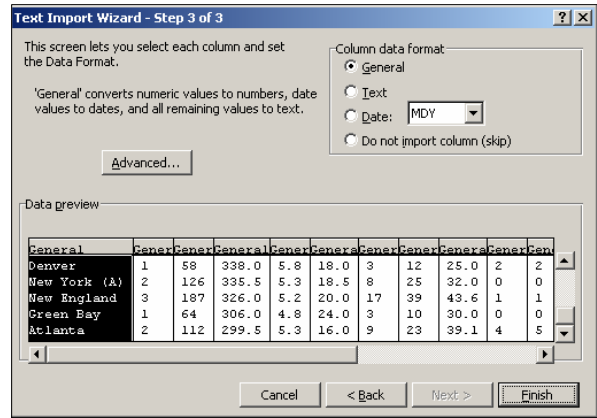 Text Import Wizard - Step 3 of 3
This screen lets you select each column and set
the Data Format.
'General' converts numeric values to numbers, date
values to dates, and all remaining values to text.
Advanced...
Column data format
General
Text
Date: MDY
Do not import column (skip)
Data preview
General Gener Gener General Gener Genera Gener Gener Genera Gener Gen
Denver 1 58 338.0 5.8 18.0 3 12 25.0 2 2
New York (A) 2 126 335.5 5.3 18.5 8 25 32.0 0 0
New England 3 187 326.0 5.2 20.0 17 39 43.6 1 1
Green Bay 1 64 306.0 4.8 24.0 3 10 30.0 0 0
Atlanta 2 112 299.5 5.3 16.0 9 23 39.1 4 5
Cancel < Back Next > Finish